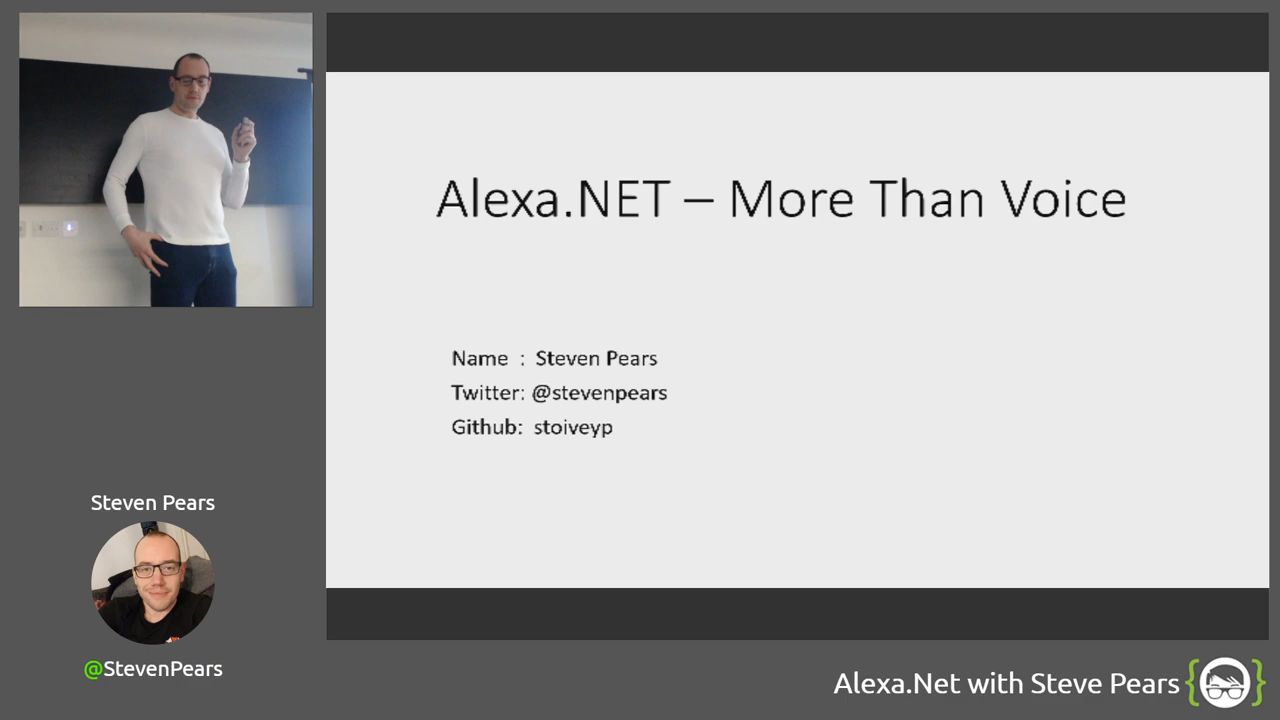 Alexa.NET – More Than Voice
Name : Steven Pears
Twitter: @stevenpears
Github: stoiveyp
Steven Pears
@StevenPears
Alexa.Net with Steve Pears